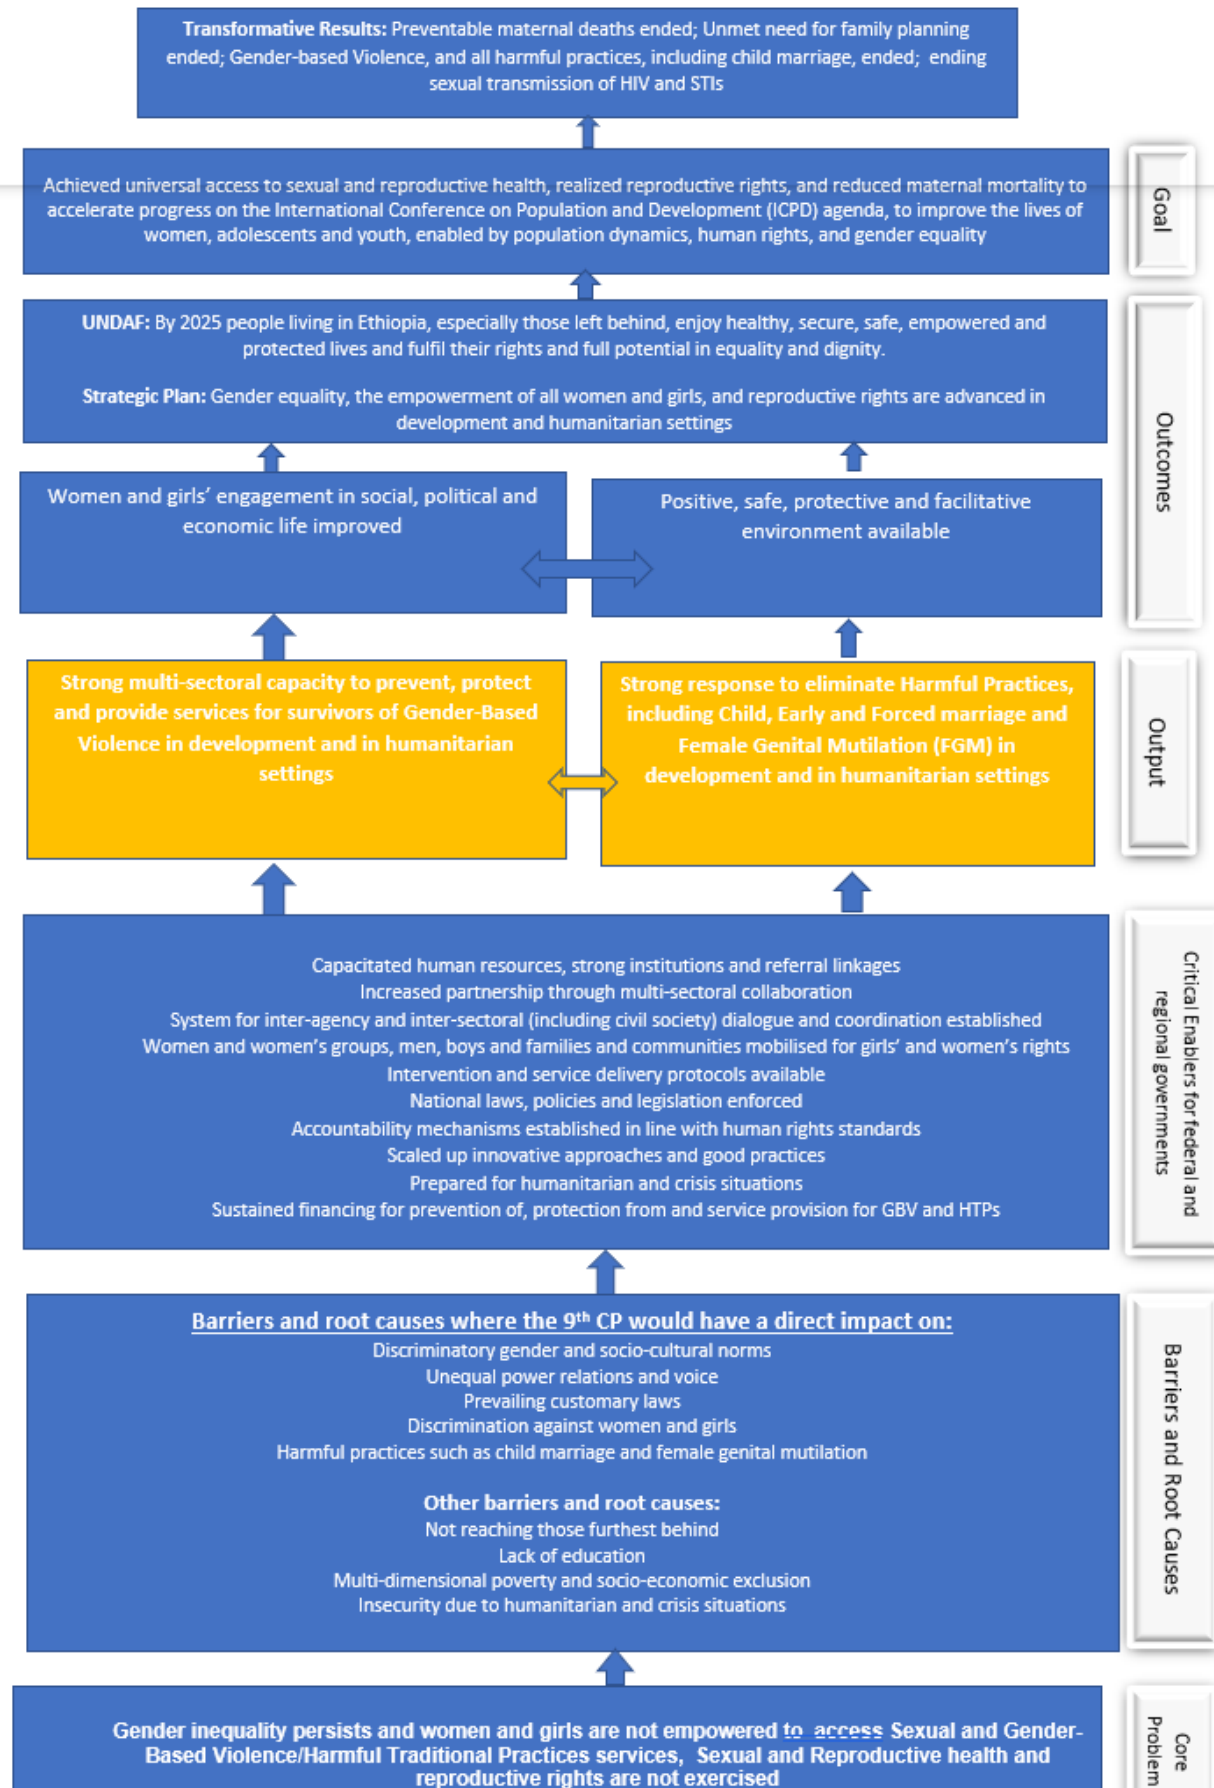 Transformative Results: Preventable maternal deaths ended; Unmet need for family planning
ended; Gender-based Violence, and all harmful practices, including child marriage, ended; ending
sexual transmission of HIV and STIs
Achieved universal access to sexual and reproductive health, realized reproductive rights, and reduced maternal mortality to
accelerate progress on the International Conference on Population and Development (ICPD) agenda, to improve the lives of
women, adolescents and youth, enabled by population dynamics, human rights, and gender equality
Goal
UNDAF: By 2025 people living in Ethiopia, especially those left behind, enjoy healthy, secure, safe, empowered and
protected lives and fulfil their rights and full potential in equality and dignity.
Strategic Plan: Gender equality, the empowerment of all women and girls, and reproductive rights are advanced in
development and humanitarian settings
Women and girls' engagement in social, political and
economic life improved
Positive, safe, protective and facilitative
environment available
Outcomes
Strong multi-sectoral capacity to prevent, protect
and provide services for survivors of Gender-Based
Violence in development and in humanitarian
settings
Strong response to eliminate Harmful Practices,
including Child, Early and Forced marriage and
Female Genital Mutilation (FGM) in
development and in humanitarian settings
Output
Capacitated human resources, strong institutions and referral linkages
Increased partnership through multi-sectoral collaboration
System for inter-agency and inter-sectoral (including civil society) dialogue and coordination established
Women and women's groups, men, boys and families and communities mobilised for girls' and women's rights
Intervention and service delivery protocols available
National laws, policies and legislation enforced
Accountability mechanisms established in line with human rights standards
Scaled up innovative approaches and good practices
Prepared for humanitarian and crisis situations
Sustained financing for prevention of, protection from and service provision for GBV and HTPs
Critical Enablers for federal and
regional governments
Barriers and root causes where the 9th CP would have a direct impact on:
Discriminatory gender and socio-cultural norms
Unequal power relations and voice
Prevailing customary laws
Discrimination against women and girls
Harmful practices such as child marriage and female genital mutilation
Other barriers and root causes:
Not reaching those furthest behind
Lack of education
Multi-dimensional poverty and socio-economic exclusion
Insecurity due to humanitarian and crisis situations
Barriers and Root Causes
Gender inequality persists and women and girls are not empowered to access Sexual and Gender-
Based Violence/Harmful Traditional Practices services, Sexual and Reproductive health and
reproductive rights are not exercised
Core
Problem